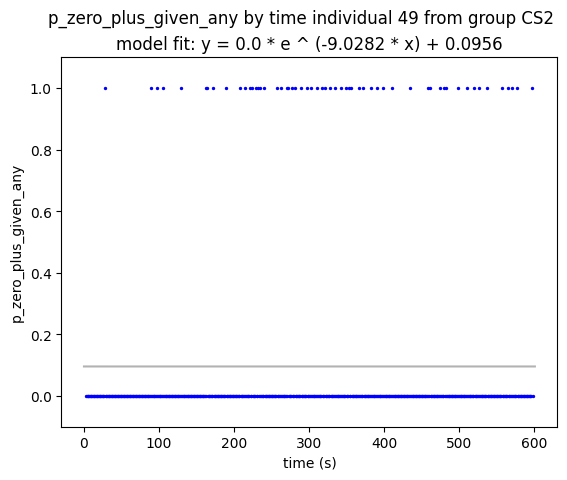 p_zero_plus_given_any by time individual 49 from group CS2
model fit: y = 0.0 * e ^ (-9.0282 * x) + 0.0956
1.0
0.8
0.6
0.4
0.2
0.0
p_zero_plus_given_any
0 100 200 300 400 500 600
time (s)